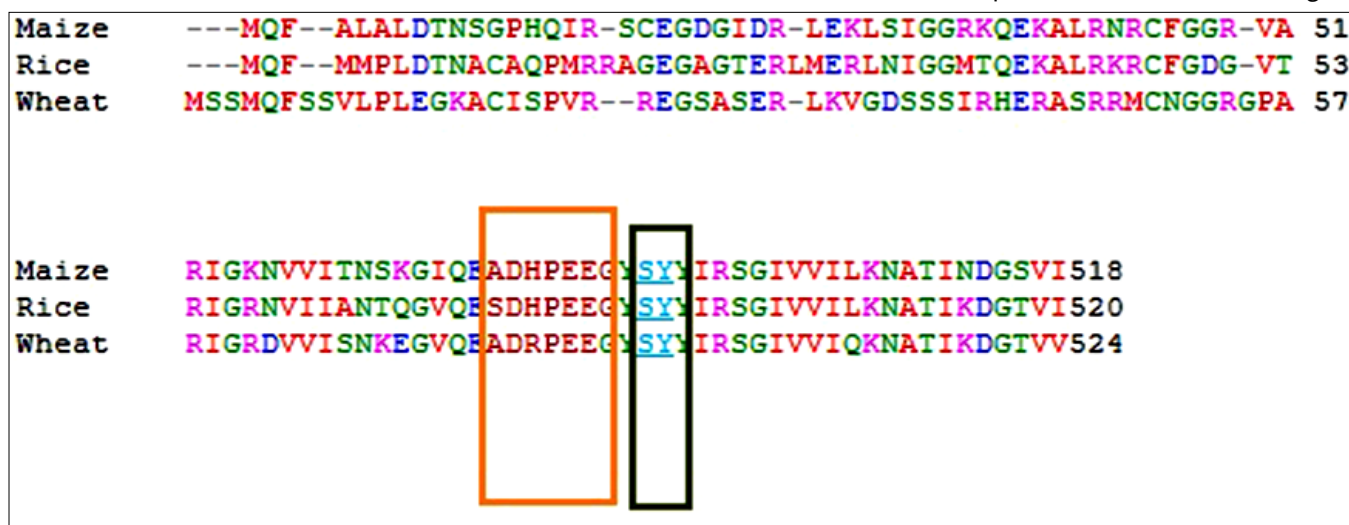 Maize ---MQF--ALALDTNSGPHQIR-SCEGDGIDR-LEKLSIGGRKQEKALRNRCFGGR-VA 51
Rice ---MQF--MMPLDTNACAQPMRRAGEGAGTERLMERLNIGGMTQEKALRKRCFGDG-VT 53
Wheat MSSMQFSSVLPLEGKACISPVR--REGSASER-LKVGDSSSIRHERASRRMCNGGRGPA 57
Maize RIGKNVVITNSKGIQEADHPEEGYSYYIRSGIVVILKNATINDGSVI518
Rice RIGRNVIIANTQGVQESDHPEEGYSYYIRSGIVVILKNATIKDGTVI520
Wheat RIGRDVVISNKEGVQEADRPEEGYSYYIRSGIVVIQKNATIKDGTVV524